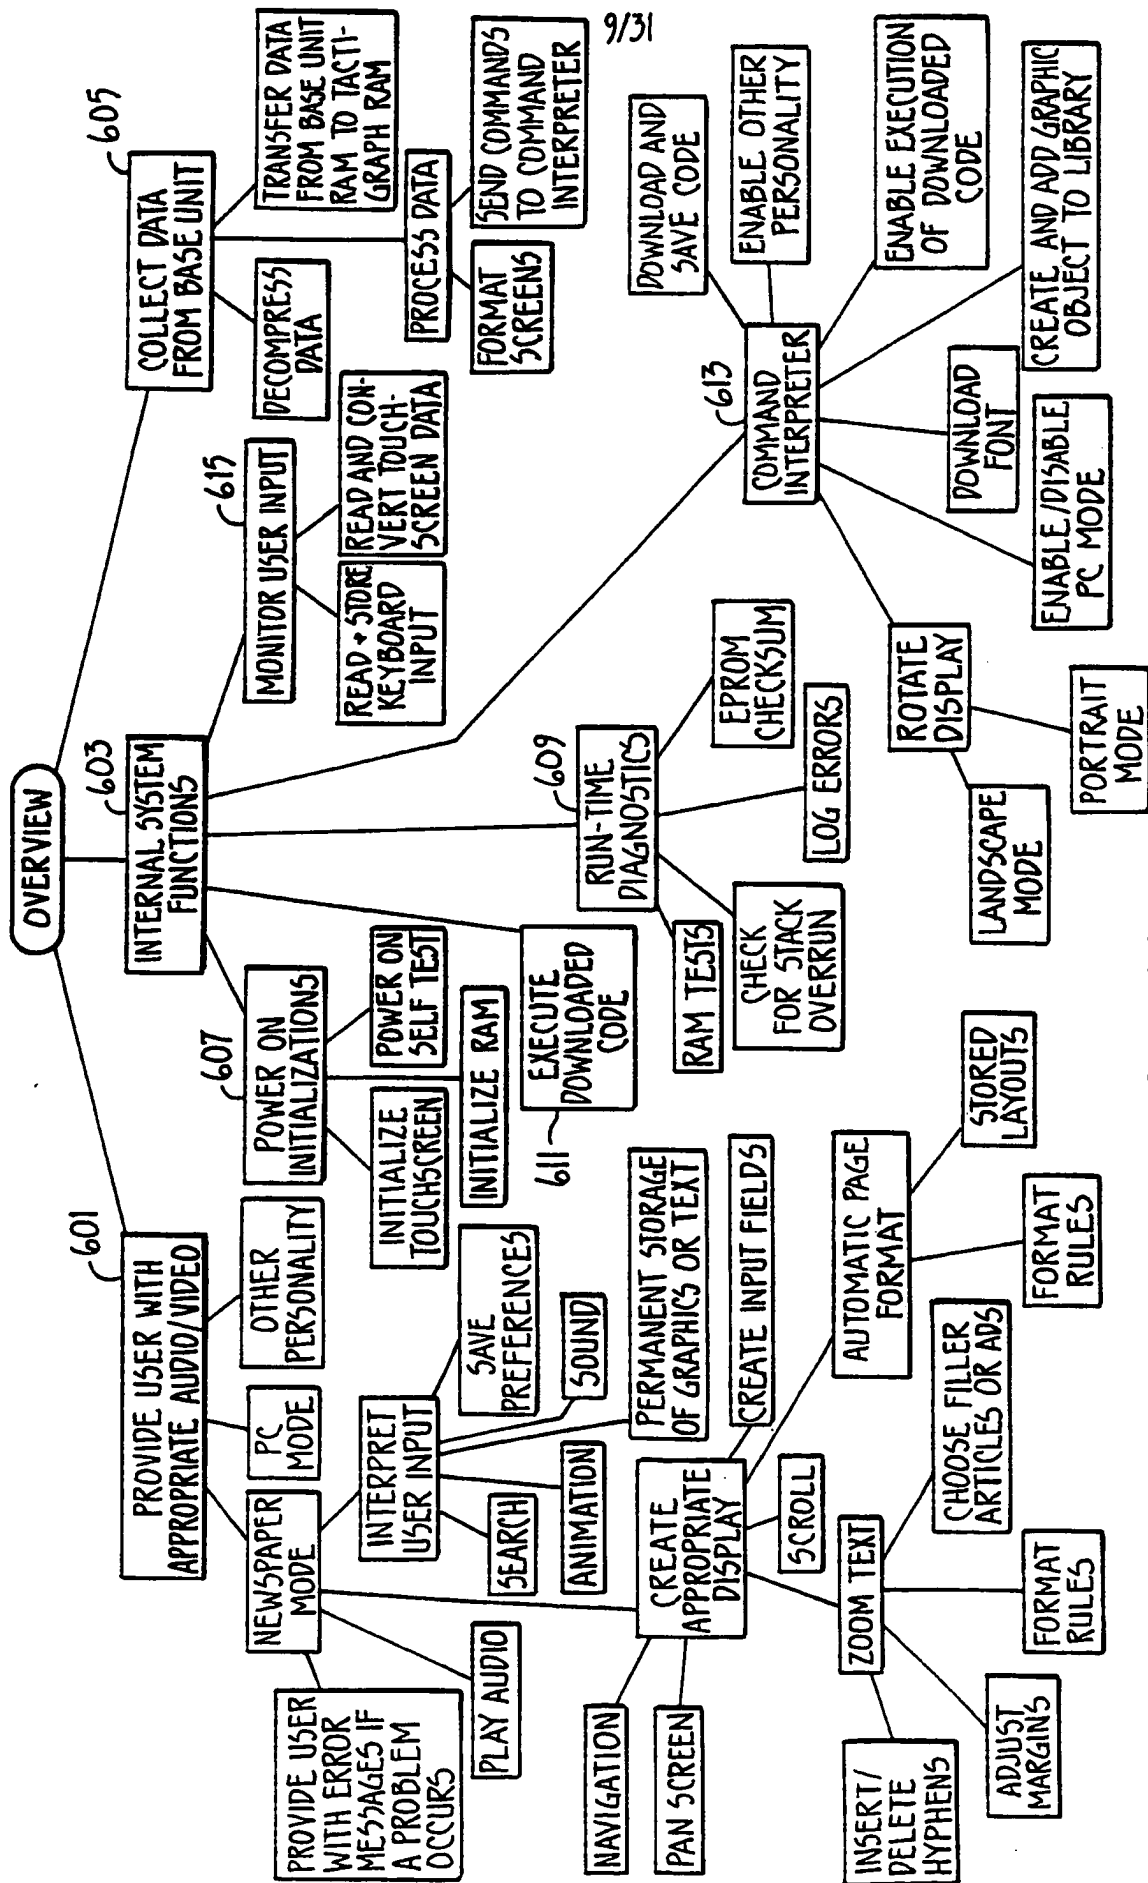 9/31
OVERVIEW
601
PROVIDE USER WITH
APPROPRIATE AUDIO/VIDEO
603
INTERNAL SYSTEM
FUNCTIONS
605
COLLECT DATA
FROM BASE UNIT
NEWSPAPER
MODE
PC
MODE
OTHER
PERSONALITY
607
POWER ON
INITIALIZATIONS
615
MONITOR USER INPUT
DECOMPRESS
DATA
TRANSFER DATA
FROM BASE UNIT
RAM TO TACTI-
GRAPH RAM
PROVIDE USER
WITH ERROR
MESSAGES IF
A PROBLEM
OCCURS
PLAY AUDIO
INTERPRET
USER INPUT
SAVE
PREFERENCES
INITIALIZE
TOUCHSCREEN
POWER ON
SELF TEST
INITIALIZE RAM
READ + STORE
KEYBOARD
INPUT
READ AND CON-
VERT TOUCH-
SCREEN DATA
PROCESS DATA
FORMAT
SCREENS
SEND COMMANDS
TO COMMAND
INTERPRETER
SEARCH
ANIMATION
SOUND
PERMANENT STORAGE
OF GRAPHICS OR TEXT
611
EXECUTE
DOWNLOADED
CODE
609
RUN-TIME
DIAGNOSTICS
613
COMMAND
INTERPRETER
DOWNLOAD AND
SAVE CODE
ENABLE OTHER
PERSONALITY
ENABLE EXECUTION
OF DOWNLOADED
CODE
CREATE AND ADD GRAPHIC
OBJECT TO LIBRARY
NAVIGATION
PAN SCREEN
CREATE
APPROPRIATE
DISPLAY
CREATE INPUT FIELDS
RAM TESTS
CHECK
FOR STACK
OVERRUN
LOG ERRORS
EPROM
CHECKSUM
ZOOM TEXT
SCROLL
AUTOMATIC PAGE
FORMAT
ROTATE
DISPLAY
ENABLE/DISABLE
PC MODE
DOWNLOAD
FONT
INSERT/
DELETE
HYPHENS
ADJUST
MARGINS
FORMAT
RULES
CHOOSE FILLER
ARTICLES OR ADS
FORMAT
RULES
STORED
LAYOUTS
LANDSCAPE
MODE
PORTRAIT
MODE